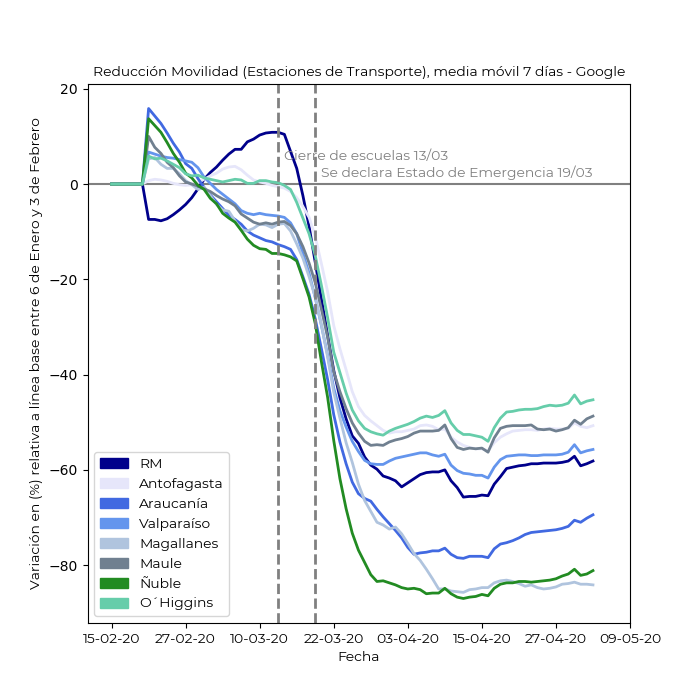 Reducción Movilidad (Estaciones de Transporte), media móvil 7 días - Google
Variación en (%) relativa al línea base entre 6 de Enero y 3 de Febrero
20
0
−20
−40
−60
−80
Cierre de escuelas 13/03
Se declara Estado de Emergencia 19/03
RM
Antofagasta
Araucanía
Valparaíso
Magallanes
Maule
Ñuble
O´Higgins
15-02-20 27-02-20 10-03-20 22-03-20 03-04-20 15-04-20 27-04-20 09-05-20
Fecha